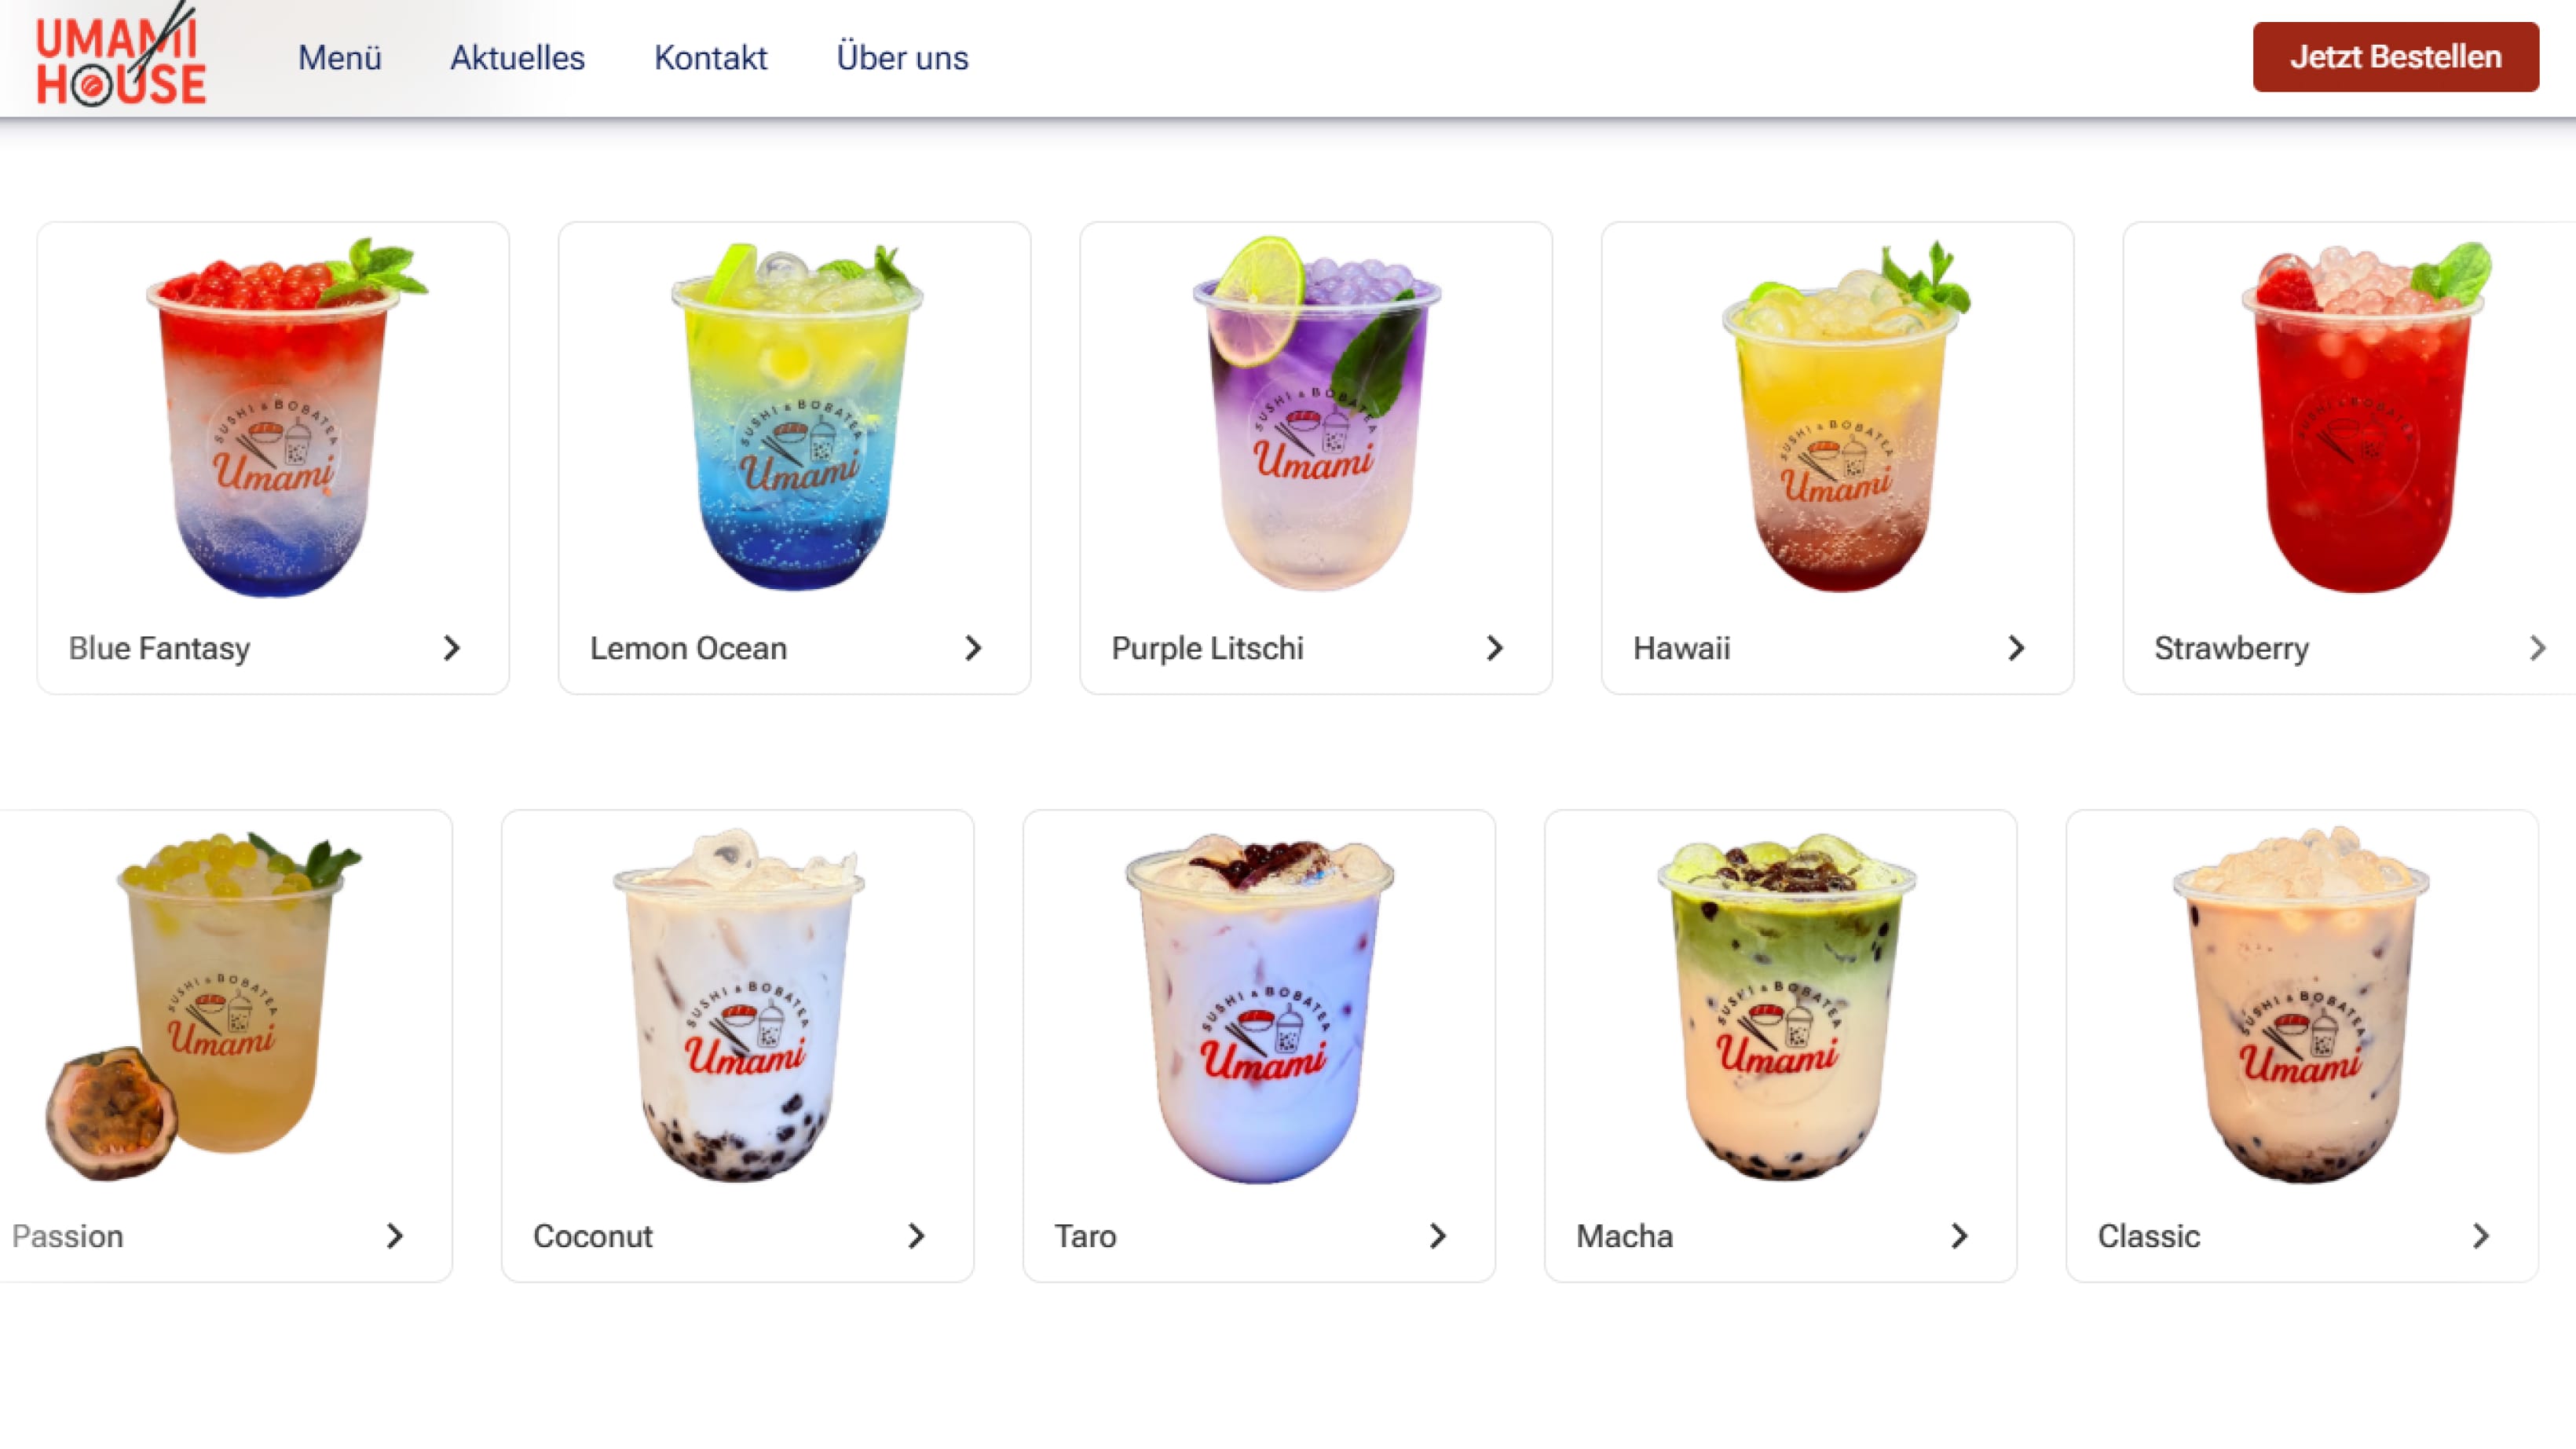 UMAMI
HOUSE
Menü
Aktuelles
Kontakt
Über uns
Jetzt Bestellen
SUSHI & BOBATEA
Umami
SUSHI & BOBATEA
Umami
SUSHI & BOBATEA
Umami
SUSHI & BOBATEA
Umami
SUSHI & BOBATEA
Blue Fantasy
Lemon Ocean
Purple Litschi
Hawaii
Strawberry
SUSHI & BOBATEA
Umami
SUSHI & BOBATEA
Umami
SUSHI & BOBATEA
Umami
SUSHI & BOBATEA
Umami
SUSHI & BOBATEA
Umami
Passion
Coconut
Taro
Macha
Classic